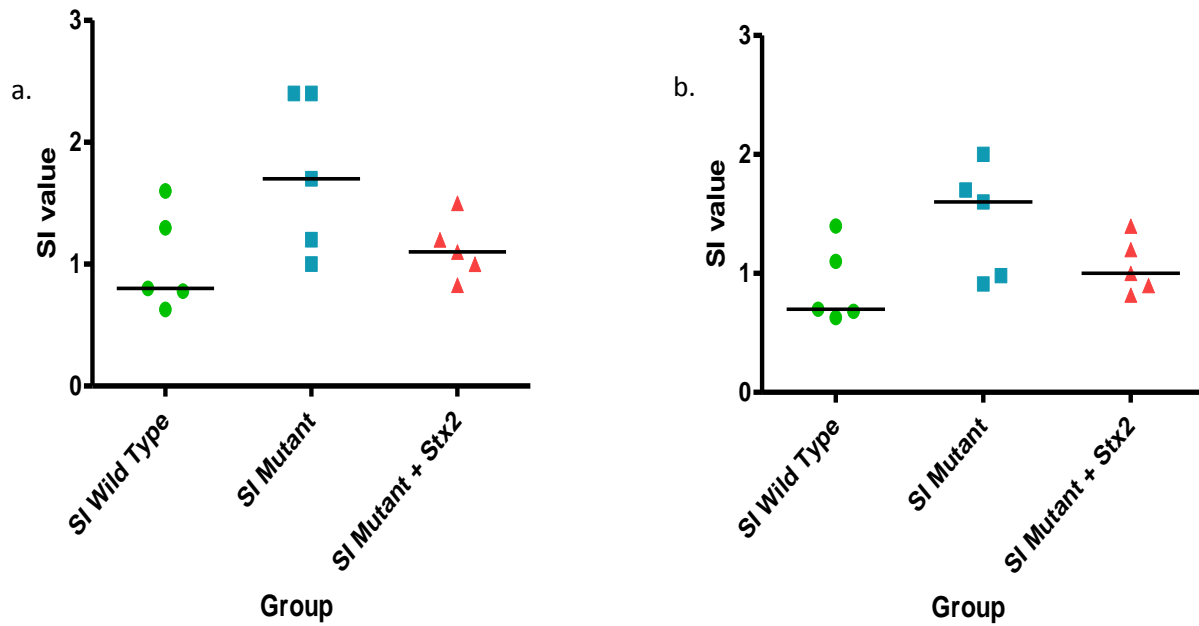 a.
3
2
1
0
SI value
SI Wild Type
SI Mutant
SI Mutant + Stx2
Group
b.
3
2
1
0
SI value
SI Wild Type
SI Mutant
SI Mutant + Stx2
Group